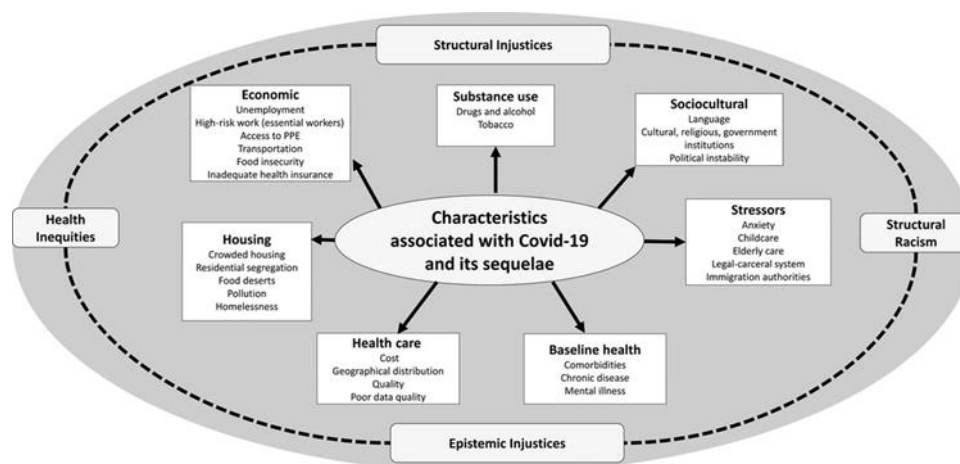 Structural Injustices
Economic
Unemployment
High-risk work (essential workers)
Access to PPE
Transportation
Food insecurity
Inadequate health insurance
Substance use
Drugs and alcohol
Tobacco
Sociocultural
Language
Cultural, religious, government
institutions
Political instability
Health
Inequities
Characteristics
associated with Covid-19
and its sequelae
Structural
Racism
Housing
Crowded housing
Residential segregation
Food deserts
Pollution
Homelessness
Stressors
Anxiety
Childcare
Elderly care
Legal-carceral system
Immigration authorities
Health care
Cost
Geographical distribution
Quality
Poor data quality
Baseline health
Comorbidities
Chronic disease
Mental illness
Epistemic Injustices